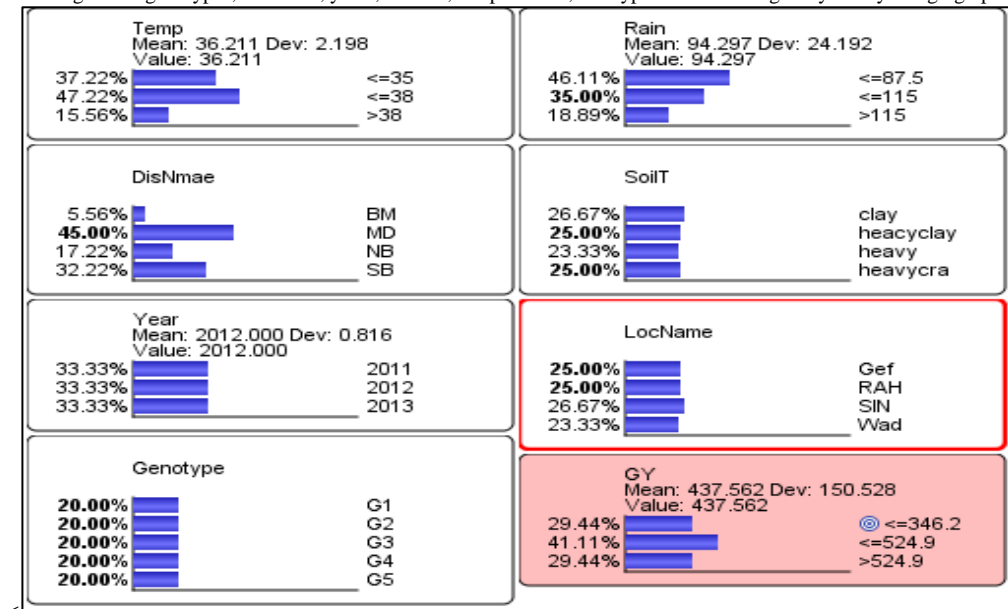 Temp
Mean: 36.211 Dev: 2.198
Value: 36.211
37.22% <=35
47.22% <=38
15.56% >38
Rain
Mean: 94.297 Dev: 24.192
Value: 94.297
46.11% <=87.5
35.00% <=115
18.89% >115
DisNmae
5.56% BM
45.00% MD
17.22% NB
32.22% SB
SoilT
26.67% clay
25.00% heacyclay
23.33% heavy
25.00% heavycra
Year
Mean: 2012.000 Dev: 0.816
Value: 2012.000
33.33% 2011
33.33% 2012
33.33% 2013
LocName
25.00% Gef
25.00% RAH
26.67% SIN
23.33% Wad
Genotype
20.00% G1
20.00% G2
20.00% G3
20.00% G4
20.00% G5
GY
Mean: 437.562 Dev: 150.528
Value: 437.562
29.44% <=346.2
41.11% <=524.9
29.44% >524.9